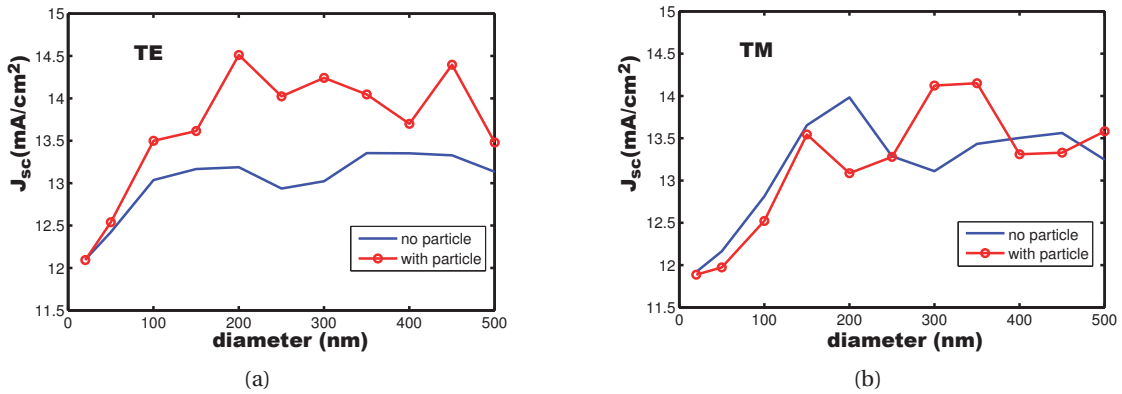 TE
15
14.5
14
13.5
13
12.5
12
11.5
J_sc(mA/cm²)
0 100 200 300 400 500
diameter (nm)
no particle
with particle
(a)
TM
15
14.5
14
13.5
13
12.5
12
11.5
J_sc(mA/cm²)
0 100 200 300 400 500
diameter (nm)
no particle
with particle
(b)